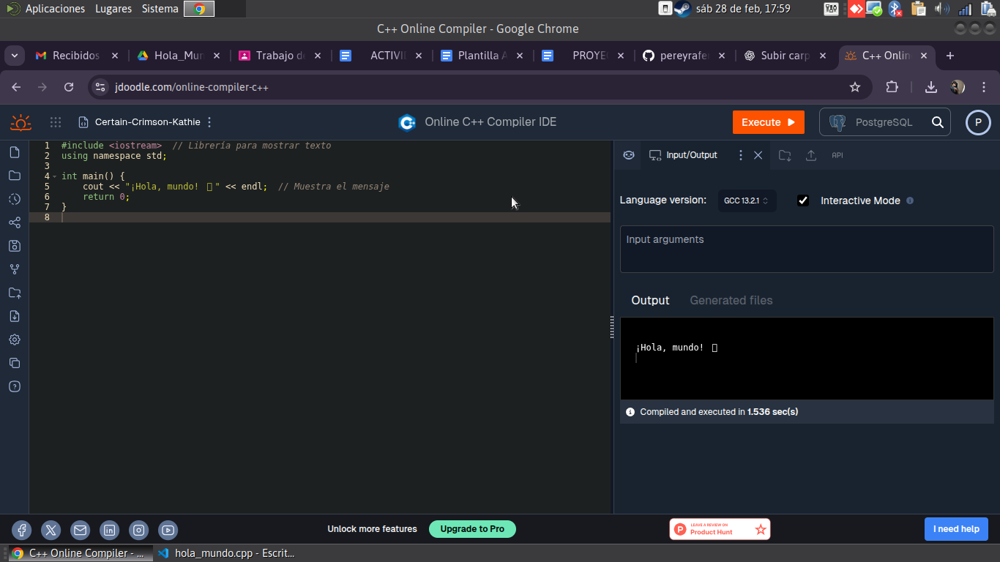 Aplicaciones Lugares Sistema
sáb 28 de feb, 17:59
C++ Online Compiler - Google Chrome
Recibidos
Hola_Mun
Trabajo d
ACTIVI
Plantilla A
PROYE
pereyrafe
Subir carp
C++ Onlin
jdoodle.com/online-compiler-c++
Certain-Crimson-Kathie
Online C++ Compiler IDE
Execute
PostgreSQL
P
1 #include <iostream>  // Librería para mostrar texto
2 using namespace std;
3
4 int main() {
5     cout << "¡Hola, mundo! " << endl;  // Muestra el mensaje
6     return 0;
7 }
8
Input/Output
API
Language version:
GCC 13.2.1
Interactive Mode
Input arguments
Output
Generated files
¡Hola, mundo!
Compiled and executed in 1.536 sec(s)
Unlock more features
Upgrade to Pro
LEAVE A REVIEW ON
Product Hunt
I need help
C++ Online Compiler - ...
hola_mundo.cpp - Escrit...